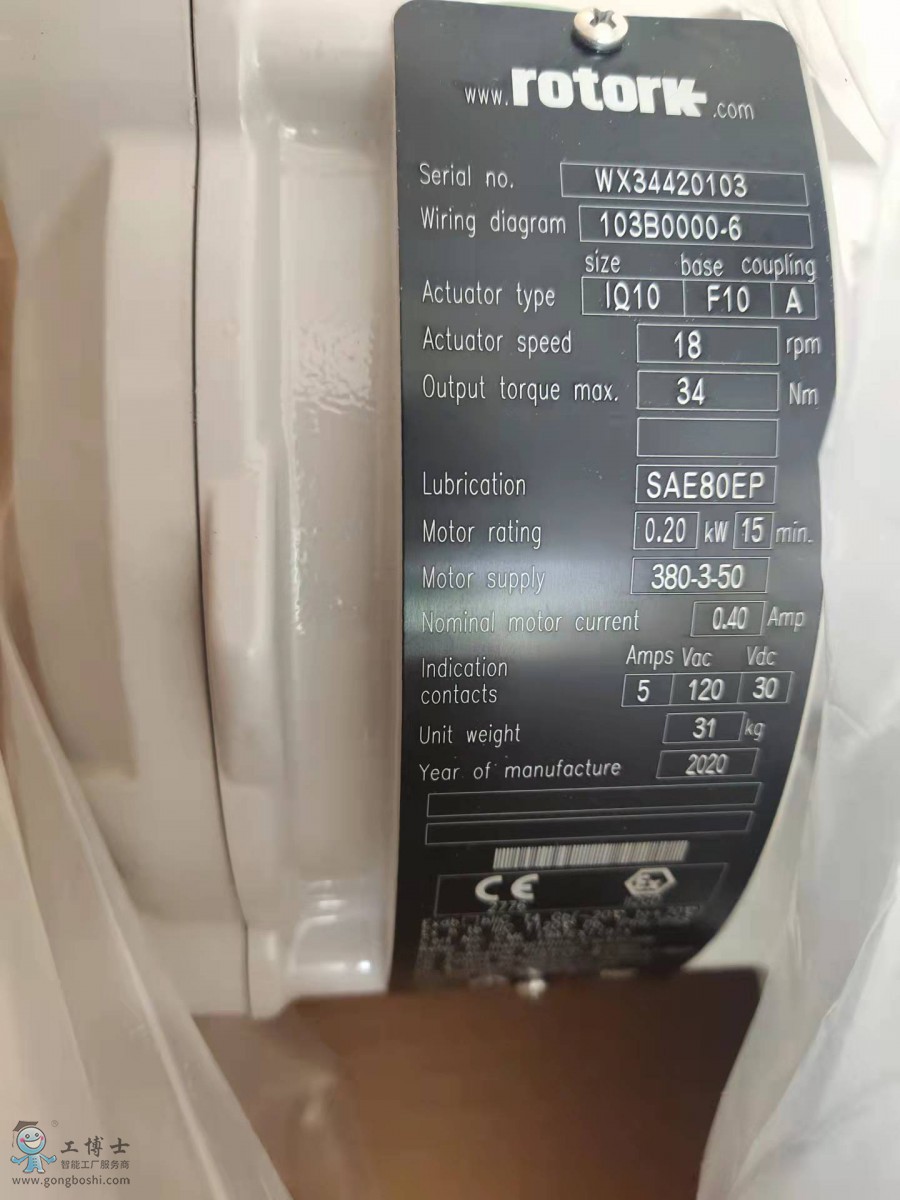 www.rotork.com
Serial no. WX34420103
Wiring diagram 103B0000-6
size base coupling
Actuator type IQ10 F10 A
Actuator speed 18 rpm
Output torque max. 34 Nm
Lubrication SAE80EP
Motor rating 0.20 kW 15 min.
Motor supply 380-3-50
Nominal motor current 0.40 Amp
Amps Vac Vdc
Indication contacts 5 120 30
Unit weight 31 kg
Year of manufacture 2020
CE Ex
工博士
智能工厂服务商
www.gongboshi.com